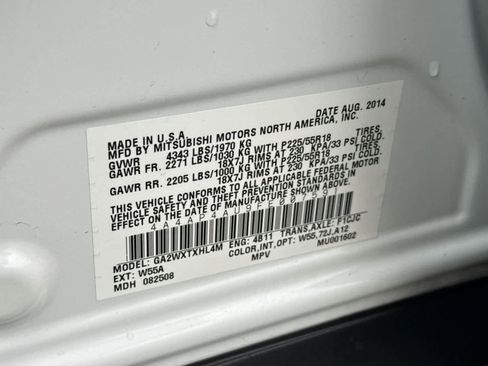 MADE IN U.S.A. DATE AUG. 2014
MFD BY MITSUBISHI MOTORS NORTH AMERICA, INC.
GVWR 4343 LBS/1970 KG
GAWR FR. 2271 LBS/1030 KG WITH P225/55R18 TIRES,
18X7J RIMS AT 230 KPA/33 PSI COLD.
GAWR RR. 2205 LBS/1000 KG WITH P225/55R18 TIRES,
18X7J RIMS AT 230 KPA/33 PSI COLD.
THIS VEHICLE CONFORMS TO ALL APPLICABLE FEDERAL MOTOR
VEHICLE SAFETY AND THEFT PREVENTION STANDARDS IN
EFFECT ON THE DATE OF MANUFACTURE SHOWN ABOVE.
MODEL: GA2WXTXHL4M ENG: 4B11 TRANS,AXLE: F1CJC
EXT: W55A COLOR,INT,OPT: W55,72J,A12
MDH 082508 MPV MU001602